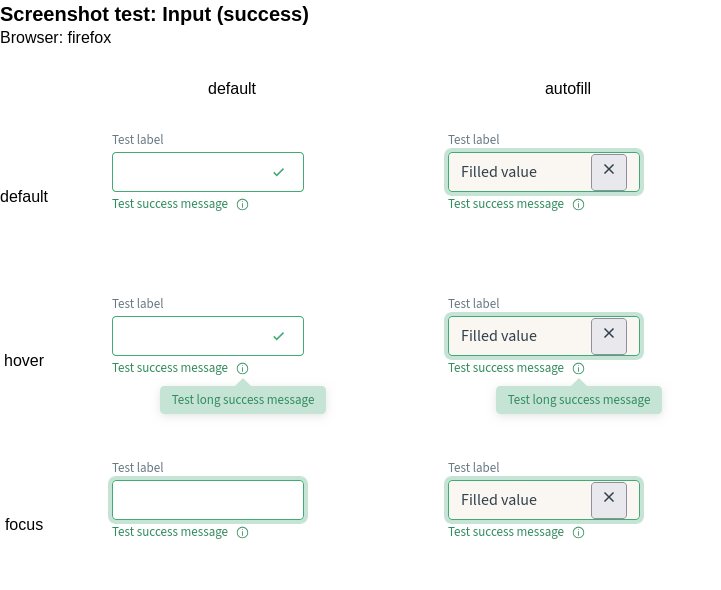 Screenshot test: Input (success)
Browser: firefox
default autofill
Test label Test label
Filled value
default
Test success message Test success message
Test label Test label
Filled value
hover
Test success message Test success message
Test long success message Test long success message
Test label Test label
Filled value
focus
Test success message Test success message